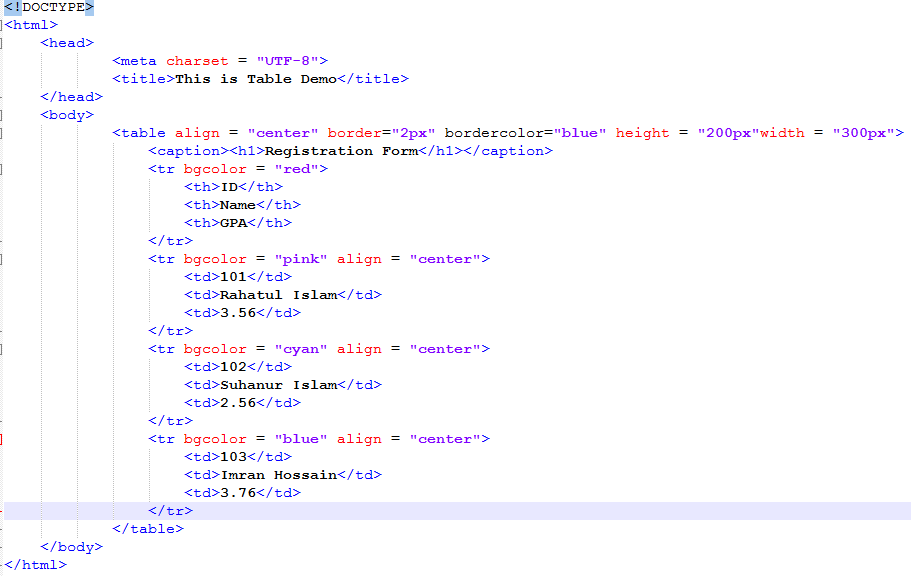 <!DOCTYPE>
<html>
<head>
<meta charset = "UTF-8">
<title>This is Table Demo</title>
</head>
<body>
<table align = "center" border="2px" bordercolor="blue" height = "200px"width = "300px">
<caption><h1>Registration Form</h1></caption>
<tr bgcolor = "red">
<th>ID</th>
<th>Name</th>
<th>GPA</th>
</tr>
<tr bgcolor = "pink" align = "center">
<td>101</td>
<td>Rahatul Islam</td>
<td>3.56</td>
</tr>
<tr bgcolor = "cyan" align = "center">
<td>102</td>
<td>Suhanur Islam</td>
<td>2.56</td>
</tr>
<tr bgcolor = "blue" align = "center">
<td>103</td>
<td>Imran Hossain</td>
<td>3.76</td>
</tr>
</table>
</body>
</html>